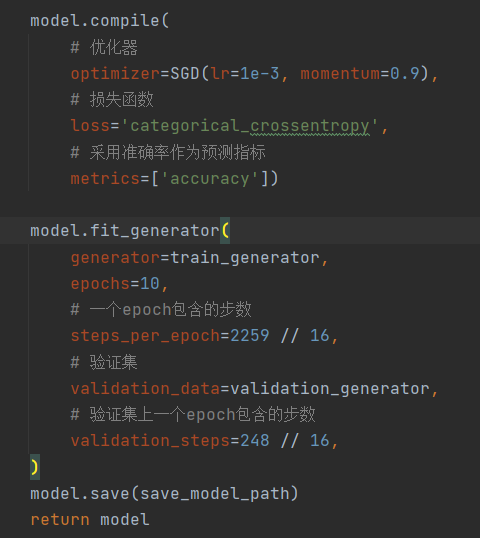 model.compile(
# 优化器
optimizer=SGD(lr=1e-3, momentum=0.9),
# 损失函数
loss='categorical_crossentropy',
# 采用准确率作为预测指标
metrics=['accuracy'])
model.fit_generator(
generator=train_generator,
epochs=10,
# 一个epoch包含的步数
steps_per_epoch=2259 // 16,
# 验证集
validation_data=validation_generator,
# 验证集上一个epoch包含的步数
validation_steps=248 // 16,
)
model.save(save_model_path)
return model